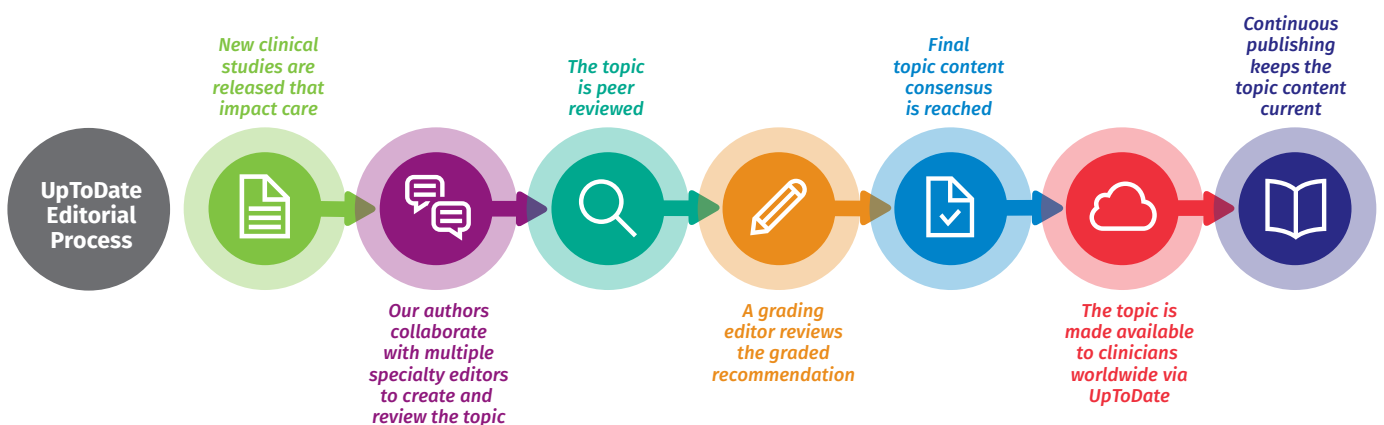 UpToDate
Editorial
Process
New clinical
studies are
released that
impact care
Our authors
collaborate
with multiple
specialty editors
to create and
review the topic
The topic
is peer
reviewed
A grading
editor reviews
the graded
recommendation
Final
topic content
consensus
is reached
The topic is
made available
to clinicians
worldwide via
UpToDate
Continuous
publishing
keeps the
topic content
current